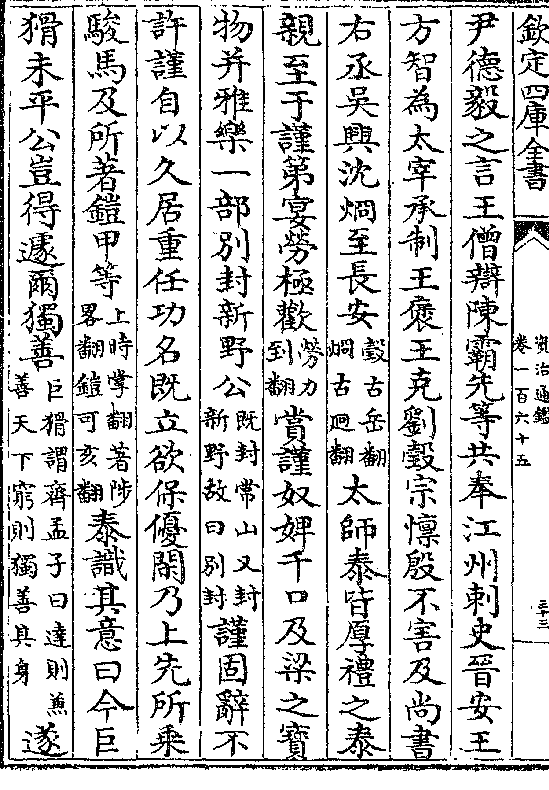 欽定四庫全書
資治通鑑
卷一百六十五
三十三
尹德毅之言王僧辯陳霸先等共奉江州刺史晉安王
方智為太宰承制王褒王克劉瑴宗懍殷不害及尚書
右丞吳興沈烱至長安瑴古岳翻烱古迥翻太師泰皆厚禮之泰
親至于謹第宴勞極歡勞力到翻賞謹奴婢千口及梁之寶
物并雅樂一部別封新野公既封常山又封新野故曰別封謹固辭不
許謹自以久居重任功名既立欲保優閑乃上先所乘
駿馬及所著鎧甲等上時掌翻著陟畧翻鎧可亥翻泰識其意曰今巨
猾未平公豈得遽爾獨善巨猾謂齊孟子曰達則兼善天下窮則獨善其身遂